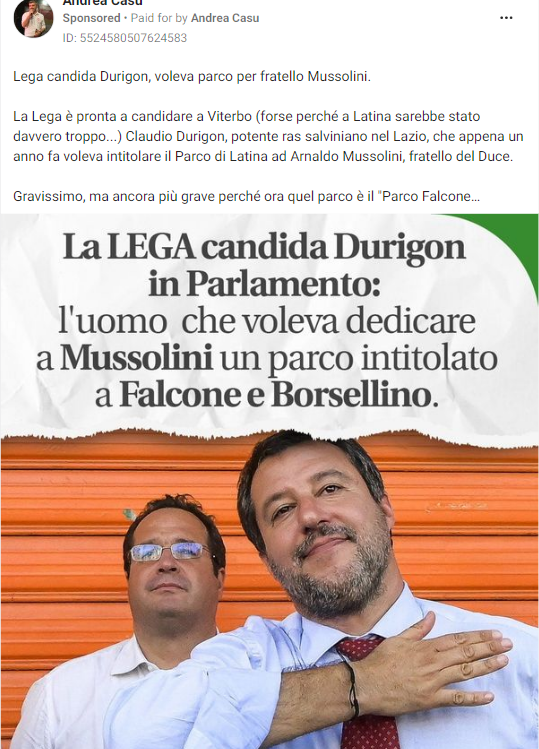 Andrea Casu
Sponsored • Paid for by Andrea Casu
ID: 5524580507624583
Lega candida Durigon, voleva parco per fratello Mussolini.
La Lega è pronta a candidare a Viterbo (forse perché a Latina sarebbe stato
davvero troppo...) Claudio Durigon, potente ras salviniano nel Lazio, che appena un
anno fa voleva intitolare il Parco di Latina ad Arnaldo Mussolini, fratello del Duce.
Gravissimo, ma ancora più grave perché ora quel parco è il "Parco Falcone...
La LEGA candida Durigon
in Parlamento:
l'uomo che voleva dedicare
a Mussolini un parco intitolato
a Falcone e Borsellino.